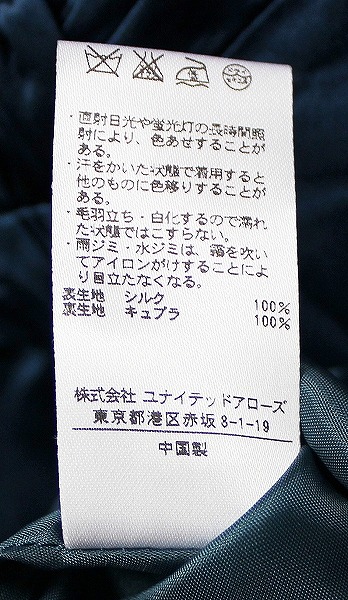 ・直射日光や蛍光灯の長時間照
射により、色あせすることが
ある。
・汗をかいた状態で着用すると
他のものに色移りすることが
ある。
・毛羽立ち・白化するので濡れ
た状態ではこすらない。
・雨ジミ・水ジミは、霧を吹い
てアイロンがけすることによ
り目立たなくなる。
表生地 シルク 100%
裏生地 キュプラ 100%
株式会社 ユナイテッドアローズ
東京都港区赤坂 8-1-19
中国製